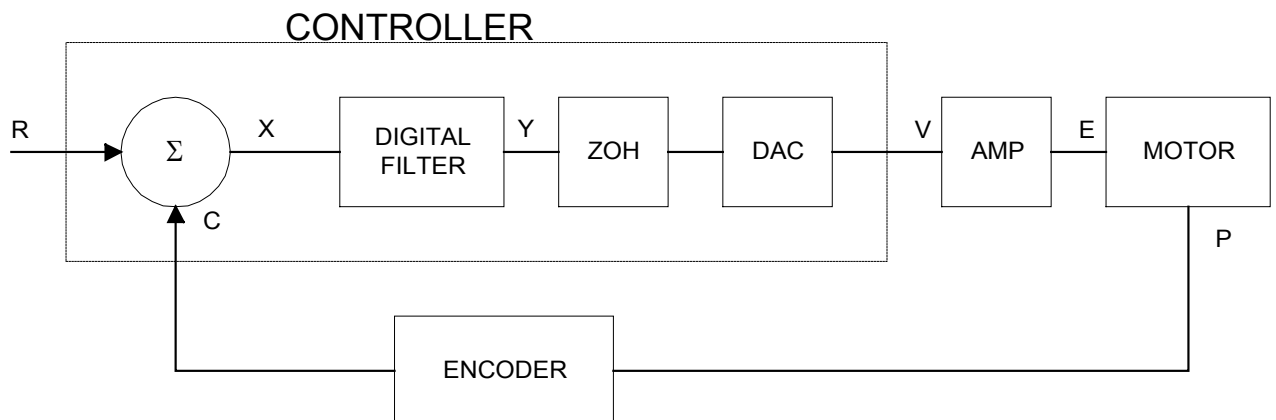 CONTROLLER
R
Σ
X
DIGITAL
FILTER
Y
ZOH
DAC
V
AMP
E
MOTOR
C
P
ENCODER